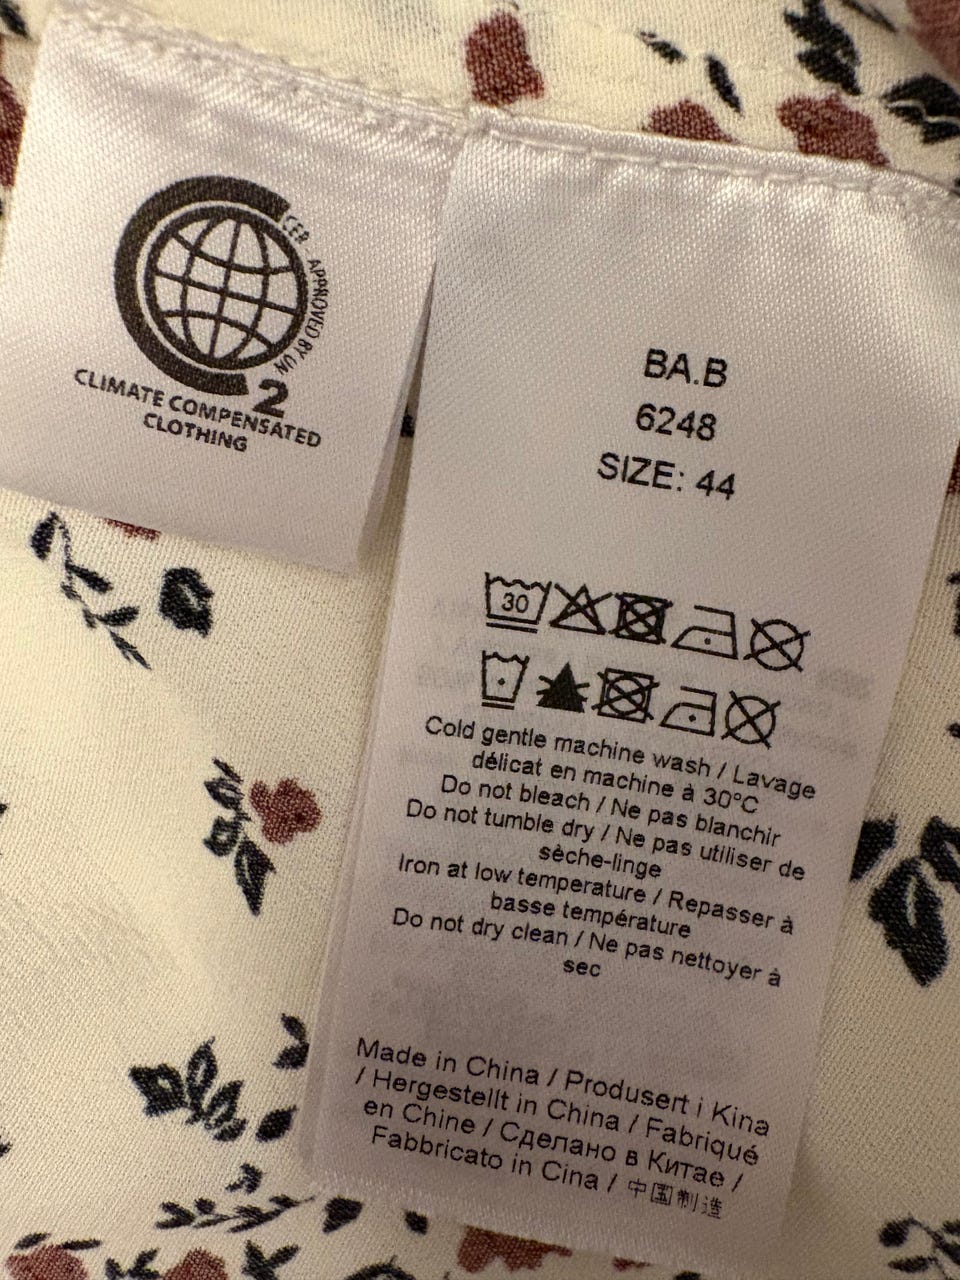 CER - APPROVED BY UN
2
CLIMATE COMPENSATED
CLOTHING
BA.B
6248
SIZE: 44
30
Cold gentle machine wash / Lavage
délicat en machine à 30°C
Do not bleach / Ne pas blanchir
Do not tumble dry / Ne pas utiliser de
sèche-linge
Iron at low temperature / Repasser à
basse température
Do not dry clean / Ne pas nettoyer à
sec
Made in China / Produsert i Kina
/ Hergestellt in China / Fabriqué
en Chine / Сделано в Китае /
Fabbricato in Cina / 中国制造